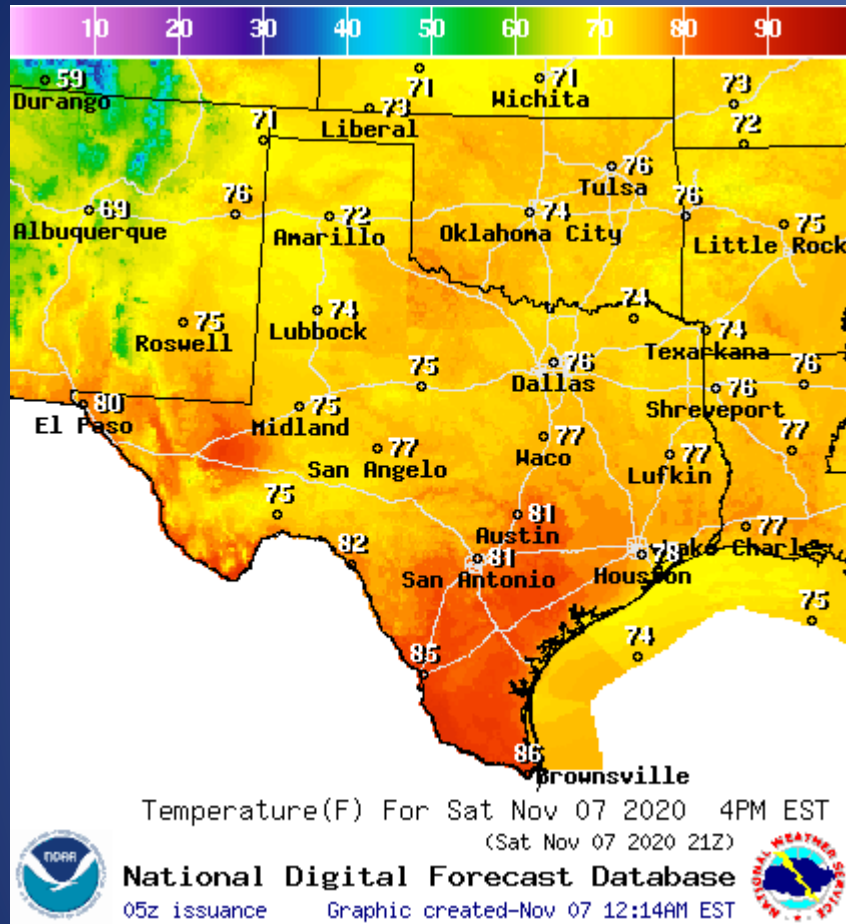 10 20 30 40 50 60 70 80 90
59
Durango
71
71
Wichita
73
Liberal
73
72
71
76
Tulsa
69
Albuquerque
76
72
Amarillo
74
Oklahoma City
76
75
Little Rock
75
Roswell
74
Lubbock
74
74
Texarkana
75
76
Dallas
76
Shreveport
76
80
El Paso
75
Midland
77
San Angelo
77
Waco
77
Lufkin
77
75
81
Austin
77
Lake Charles
82
81
San Antonio
78
Houston
75
74
85
86
Brownsville
Temperature(F) For Sat Nov 07 2020 4PM EST
(Sat Nov 07 2020 21Z)
NOAA
National Digital Forecast Database
05z issuance Graphic created-Nov 07 12:14AM EST
NATIONAL WEATHER SERVICE